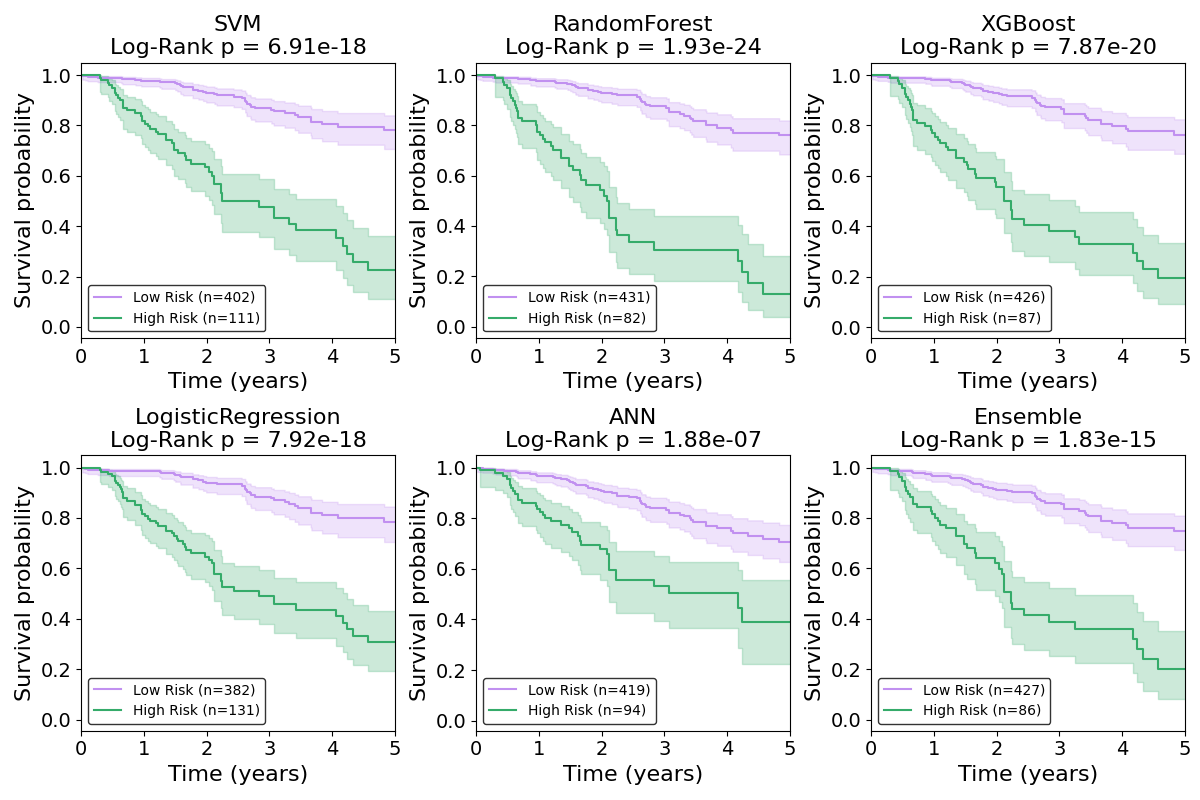 SVM
Log-Rank p = 6.91e-18
Survival probability
1.0
0.8
0.6
0.4
0.2
0.0
Low Risk (n=402)
High Risk (n=111)
0 1 2 3 4 5
Time (years)
RandomForest
Log-Rank p = 1.93e-24
Survival probability
1.0
0.8
0.6
0.4
0.2
0.0
Low Risk (n=431)
High Risk (n=82)
0 1 2 3 4 5
Time (years)
XGBoost
Log-Rank p = 7.87e-20
Survival probability
1.0
0.8
0.6
0.4
0.2
0.0
Low Risk (n=426)
High Risk (n=87)
0 1 2 3 4 5
Time (years)
LogisticRegression
Log-Rank p = 7.92e-18
Survival probability
1.0
0.8
0.6
0.4
0.2
0.0
Low Risk (n=382)
High Risk (n=131)
0 1 2 3 4 5
Time (years)
ANN
Log-Rank p = 1.88e-07
Survival probability
1.0
0.8
0.6
0.4
0.2
0.0
Low Risk (n=419)
High Risk (n=94)
0 1 2 3 4 5
Time (years)
Ensemble
Log-Rank p = 1.83e-15
Survival probability
1.0
0.8
0.6
0.4
0.2
0.0
Low Risk (n=427)
High Risk (n=86)
0 1 2 3 4 5
Time (years)